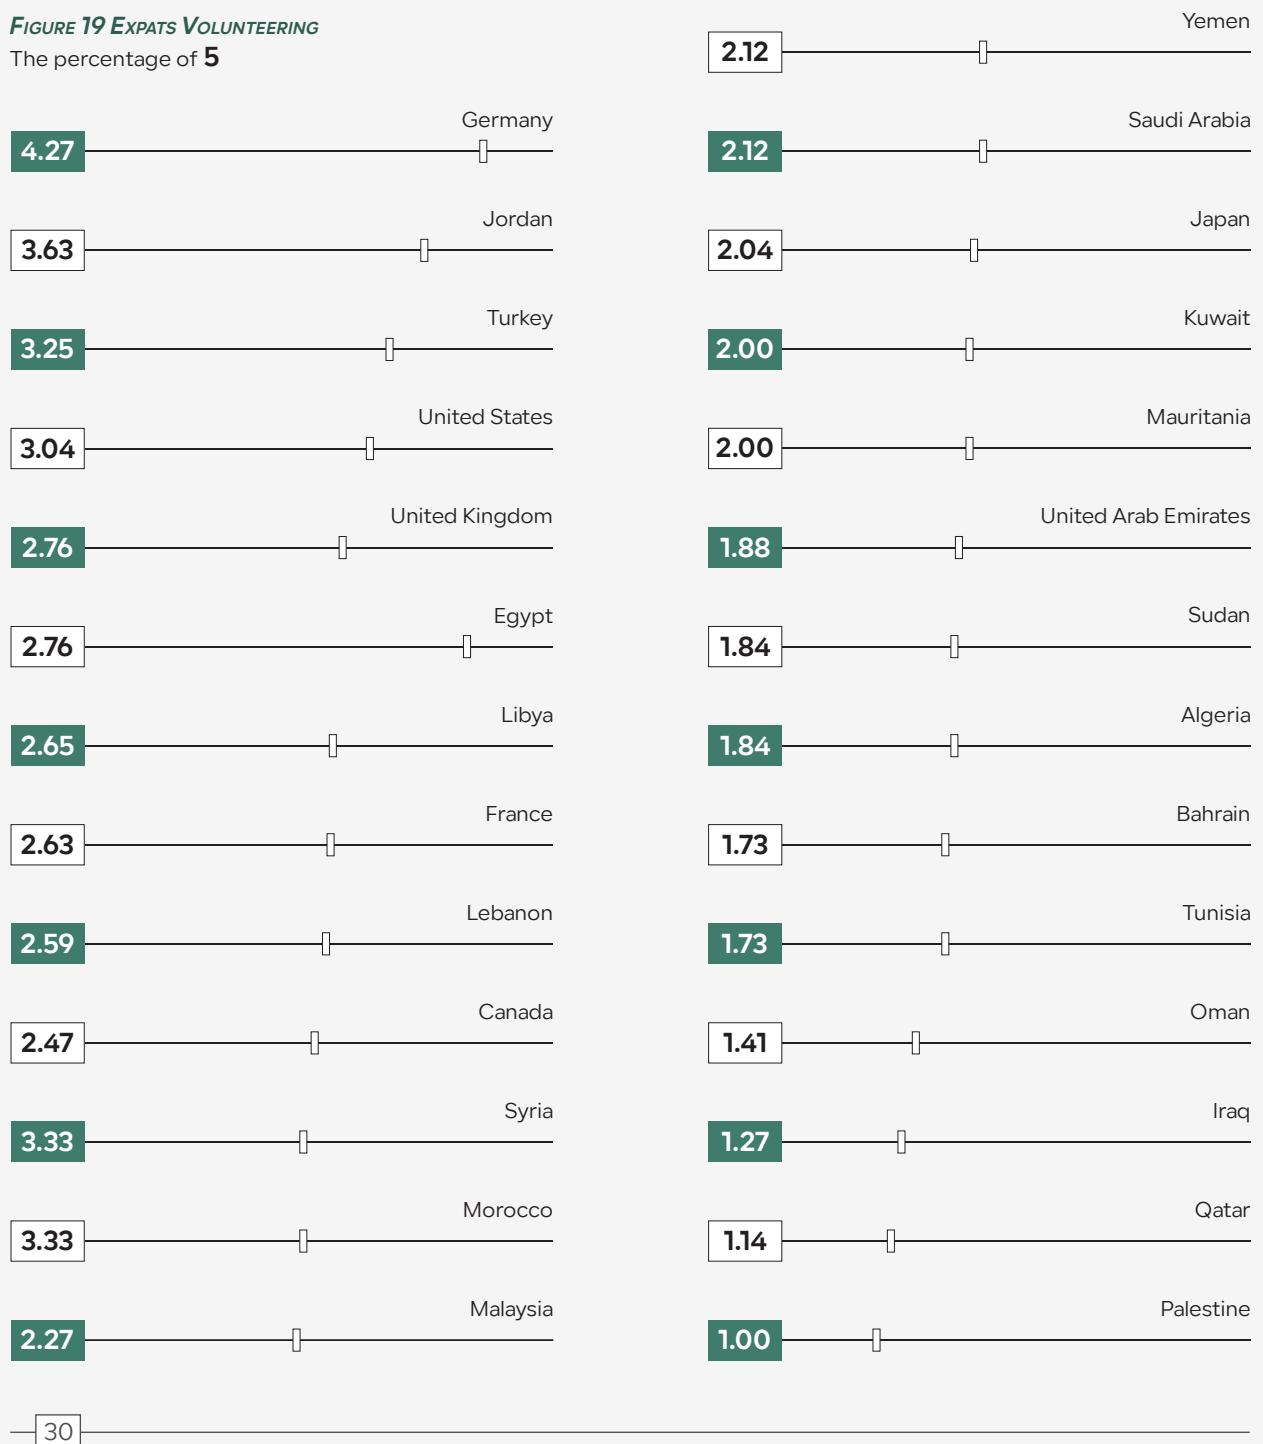 Figure 19 Expats Volunteering
The percentage of 5
Germany
4.27
Jordan
3.63
Turkey
3.25
United States
3.04
United Kingdom
2.76
Egypt
2.76
Libya
2.65
France
2.63
Lebanon
2.59
Canada
2.47
Syria
3.33
Morocco
3.33
Malaysia
2.27
Yemen
2.12
Saudi Arabia
2.12
Japan
2.04
Kuwait
2.00
Mauritania
2.00
United Arab Emirates
1.88
Sudan
1.84
Algeria
1.84
Bahrain
1.73
Tunisia
1.73
Oman
1.41
Iraq
1.27
Qatar
1.14
Palestine
1.00
30